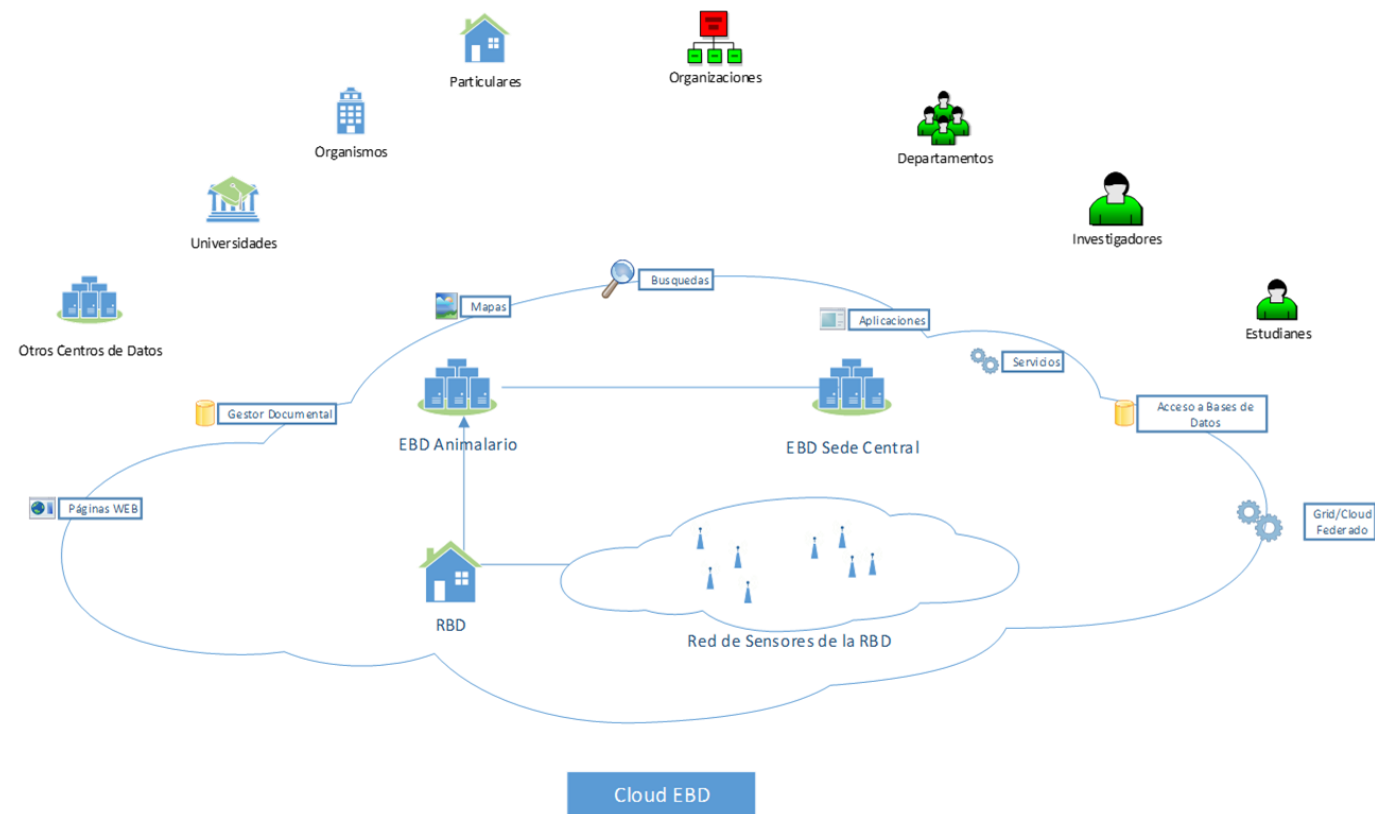 Particulares
Organizaciones
Organismos
Departamentos
Universidades
Investigadores
Otros Centros de Datos
Estudianes
Busquedas
Mapas
Aplicaciones
Servicios
Gestor Documental
Acceso a Bases de
Datos
EBD Animalario
EBD Sede Central
Páginas WEB
Grid/Cloud
Federado
RBD
Red de Sensores de la RBD
Cloud EBD